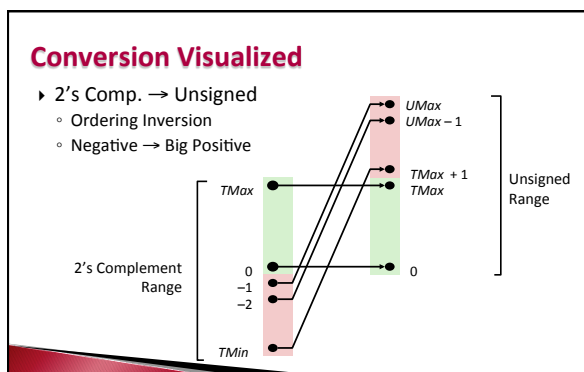 Conversion Visualized
▸ 2's Comp. → Unsigned
◦ Ordering Inversion
◦ Negative → Big Positive
UMax
UMax – 1
TMax + 1
TMax
Unsigned
Range
TMax
2's Complement
Range
0
0
–1
–2
TMin